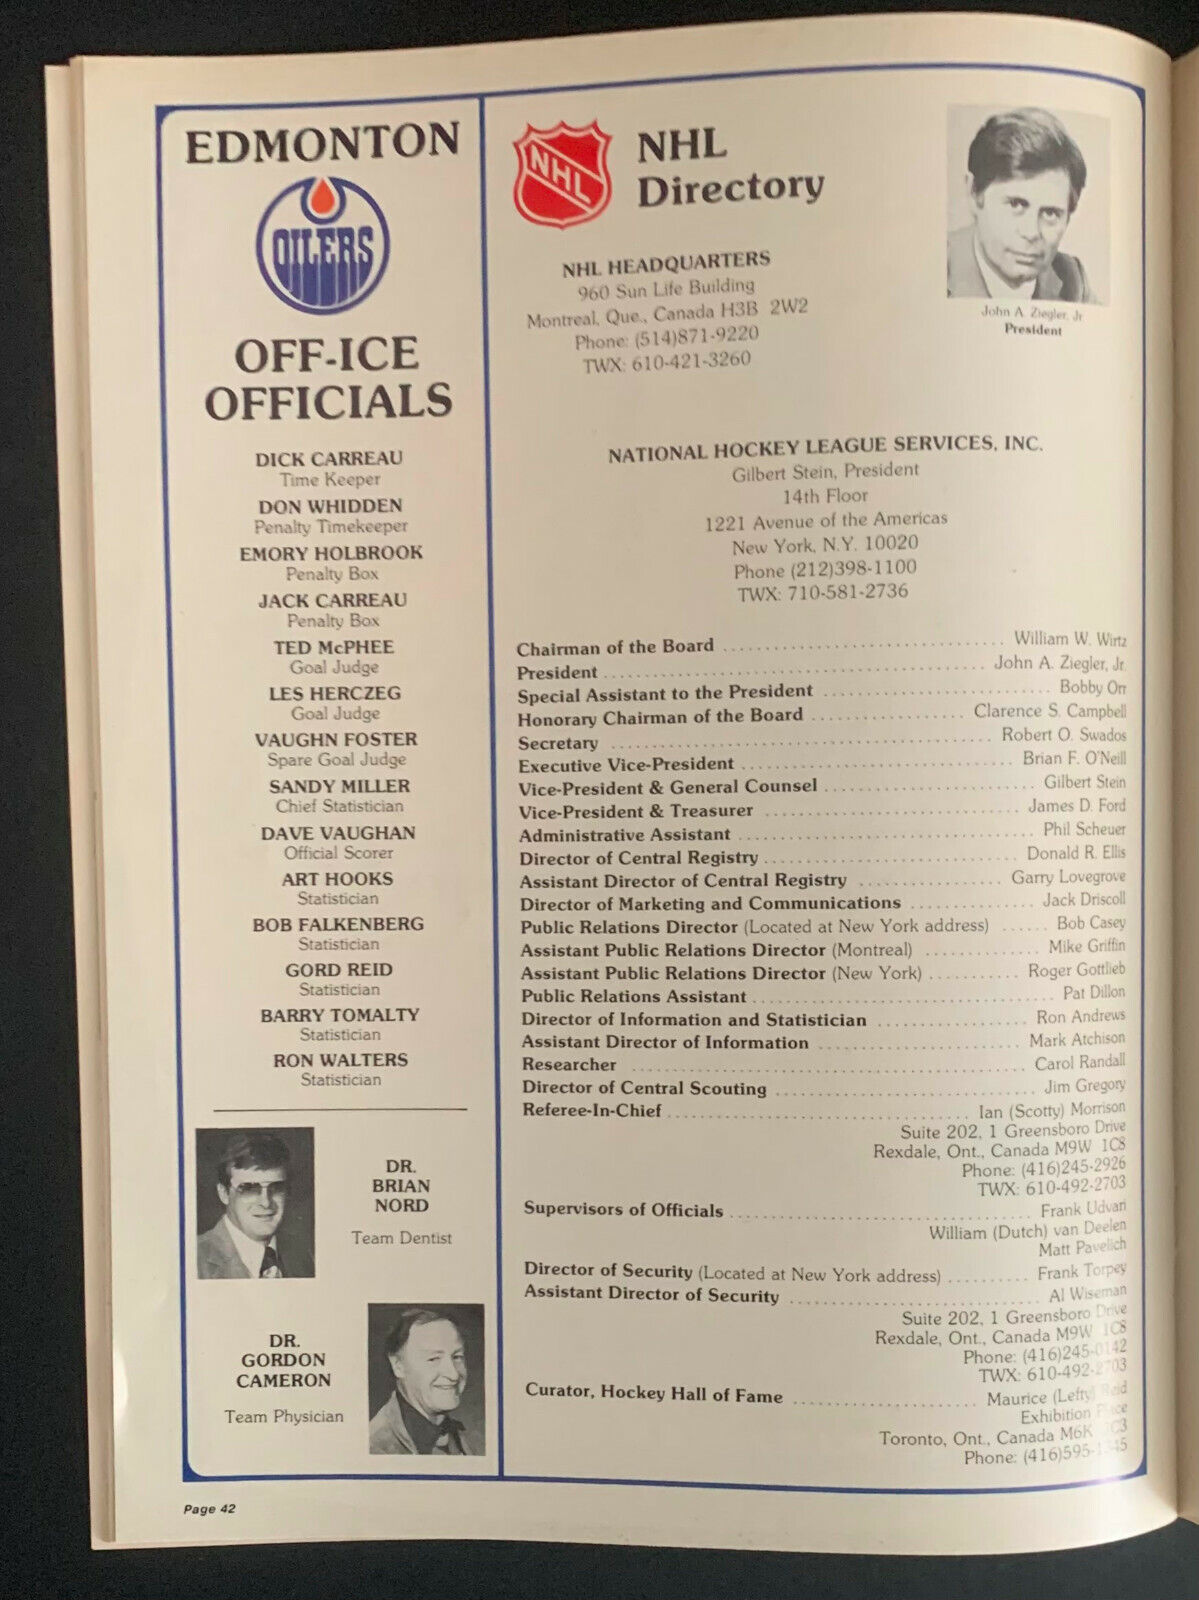 EDMONTON
OILERS
OFF-ICE
OFFICIALS
DICK CARREAU
Time Keeper
DON WHIDDEN
Penalty Timekeeper
EMORY HOLBROOK
Penalty Box
JACK CARREAU
Penalty Box
TED McPHEE
Goal Judge
LES HERCZEG
Goal Judge
VAUGHN FOSTER
Spare Goal Judge
SANDY MILLER
Chief Statistician
DAVE VAUGHAN
Official Scorer
ART HOOKS
Statistician
BOB FALKENBERG
Statistician
GORD REID
Statistician
BARRY TOMALTY
Statistician
RON WALTERS
Statistician
DR.
BRIAN
NORD
Team Dentist
DR.
GORDON
CAMERON
Team Physician
NHL
NHL
Directory
NHL HEADQUARTERS
960 Sun Life Building
Montreal, Que., Canada H3B 2W2
Phone: (514)871-9220
TWX: 610-421-3260
John A. Ziegler, Jr.
President
NATIONAL HOCKEY LEAGUE SERVICES, INC.
Gilbert Stein, President
14th Floor
1221 Avenue of the Americas
New York, N.Y. 10020
Phone (212)398-1100
TWX: 710-581-2736
Chairman of the Board ........ William W. Wirtz
President ........ John A. Ziegler, Jr.
Special Assistant to the President ........ Bobby Orr
Honorary Chairman of the Board ........ Clarence S. Campbell
Secretary ........ Robert O. Swados
Executive Vice-President ........ Brian F. O'Neill
Vice-President & General Counsel ........ Gilbert Stein
Vice-President & Treasurer ........ James D. Ford
Administrative Assistant ........ Phil Scheuer
Director of Central Registry ........ Donald R. Ellis
Assistant Director of Central Registry ........ Garry Lovegrove
Director of Marketing and Communications ........ Jack Driscoll
Public Relations Director (Located at New York address) ...... Bob Casey
Assistant Public Relations Director (Montreal) ........ Mike Griffin
Assistant Public Relations Director (New York) ........ Roger Gottlieb
Public Relations Assistant ........ Pat Dillon
Director of Information and Statistician ........ Ron Andrews
Assistant Director of Information ........ Mark Atchison
Researcher ........ Carol Randall
Director of Central Scouting ........ Jim Gregory
Referee-In-Chief ........ Ian (Scotty) Morrison
Suite 202, 1 Greensboro Drive
Rexdale, Ont., Canada M9W 1C8
Phone: (416)245-2926
TWX: 610-492-2703
Supervisors of Officials ........ Frank Udvari
William (Dutch) van Deelen
Matt Pavelich
Director of Security (Located at New York address) ........ Frank Torpey
Assistant Director of Security ........ Al Wiseman
Suite 202, 1 Greensboro Drive
Rexdale, Ont., Canada M9W 1C8
Phone: (416)245-0142
TWX: 610-492-2703
Curator, Hockey Hall of Fame ........ Maurice (Lefty) Reid
Exhibition Place
Toronto, Ont., Canada M6K
Phone:
Page 42